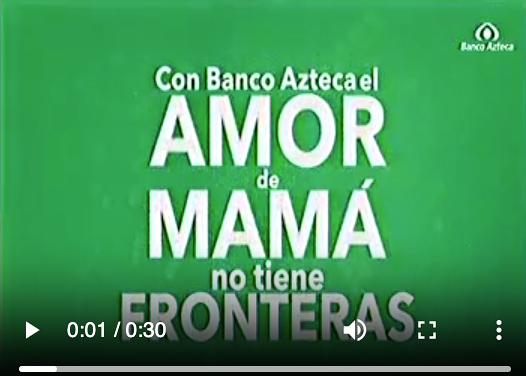 Banco Azteca
Con Banco Azteca el
AMOR
de
MAMÁ
no tiene
FRONTERAS
0:01 / 0:30